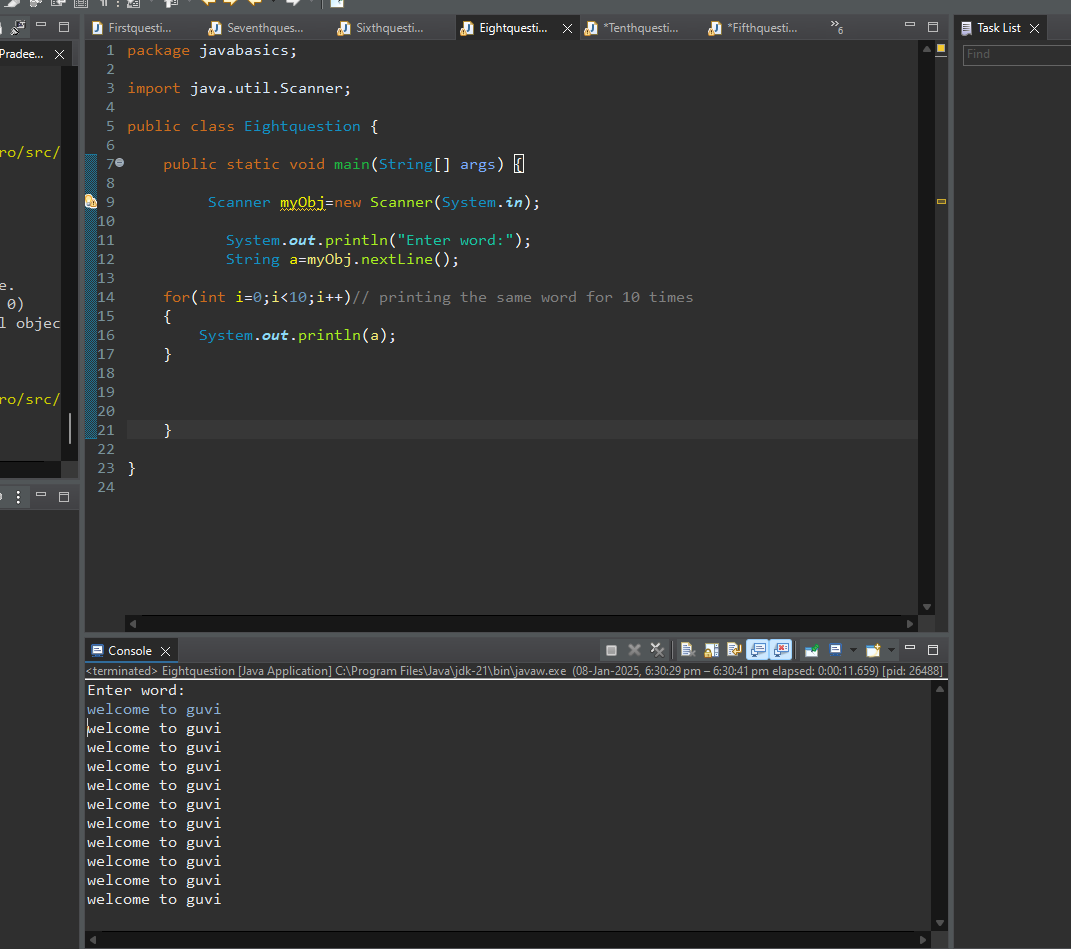 Firstquesti... Seventhques... Sixthquesti... Eightquesti... *Tenthquesti... *Fifthquesti... »6
Task List
Pradee...
Find
ro/src/
e.
0)
l objec
ro/src/
1 package javabasics;
2
3 import java.util.Scanner;
4
5 public class Eightquestion {
6
7 public static void main(String[] args) {
8
9 Scanner myObj=new Scanner(System.in);
10
11 System.out.println("Enter word:");
12 String a=myObj.nextLine();
13
14 for(int i=0;i<10;i++)// printing the same word for 10 times
15 {
16 System.out.println(a);
17 }
18
19
20
21 }
22
23 }
24
Console
<terminated> Eightquestion [Java Application] C:\Program Files\Java\jdk-21\bin\javaw.exe (08-Jan-2025, 6:30:29 pm – 6:30:41 pm elapsed: 0:00:11.659) [pid: 26488]
Enter word:
welcome to guvi
welcome to guvi
welcome to guvi
welcome to guvi
welcome to guvi
welcome to guvi
welcome to guvi
welcome to guvi
welcome to guvi
welcome to guvi
welcome to guvi